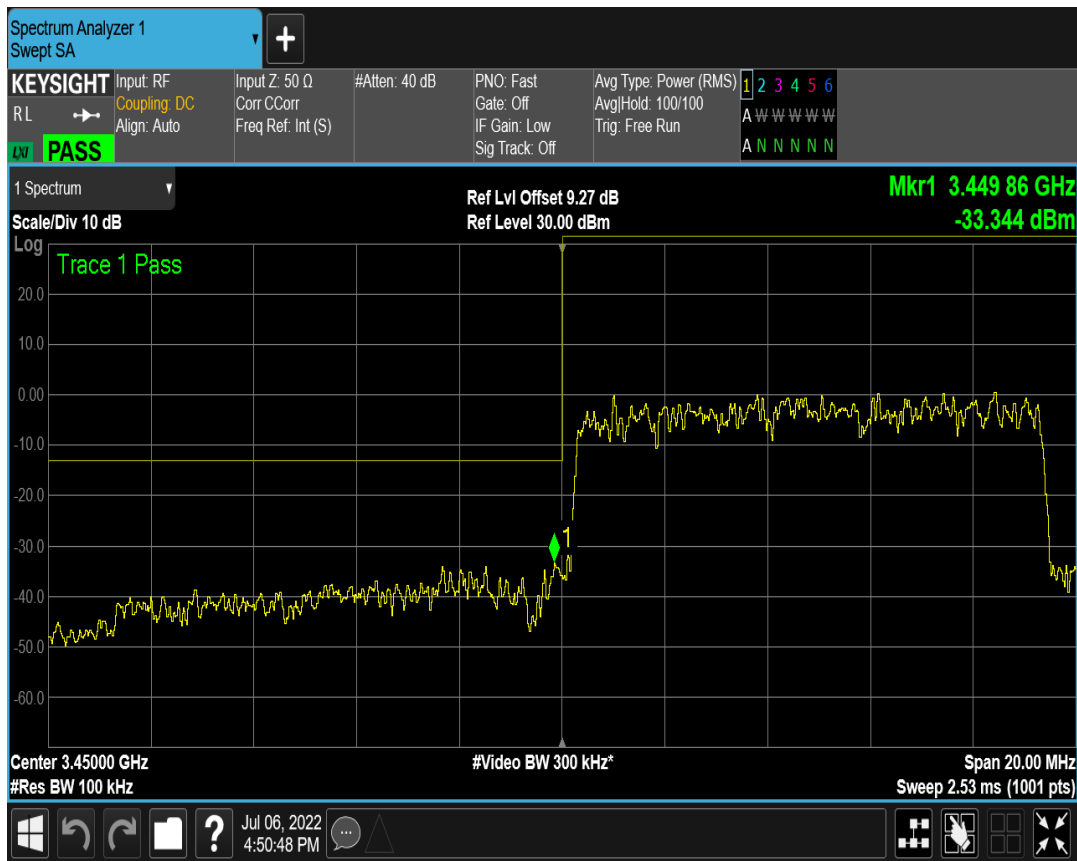 Spectrum Analyzer 1
Swept SA
+
KEYSIGHT
RL
LXI PASS
Input: RF
Coupling: DC
Align: Auto
Input Z: 50 Ω
Corr CCorr
Freq Ref: Int (S)
#Atten: 40 dB
PNO: Fast
Gate: Off
IF Gain: Low
Sig Track: Off
Avg Type: Power (RMS)
Avg|Hold: 100/100
Trig: Free Run
1 2 3 4 5 6
A W W W W W
A N N N N N
1 Spectrum
Scale/Div 10 dB
Ref Lvl Offset 9.27 dB
Ref Level 30.00 dBm
Mkr1 3.449 86 GHz
-33.344 dBm
Log
Trace 1 Pass
20.0
10.0
0.00
-10.0
-20.0
-30.0
-40.0
-50.0
-60.0
1
Center 3.45000 GHz
#Res BW 100 kHz
#Video BW 300 kHz*
Span 20.00 MHz
Sweep 2.53 ms (1001 pts)
?
Jul 06, 2022
4:50:48 PM